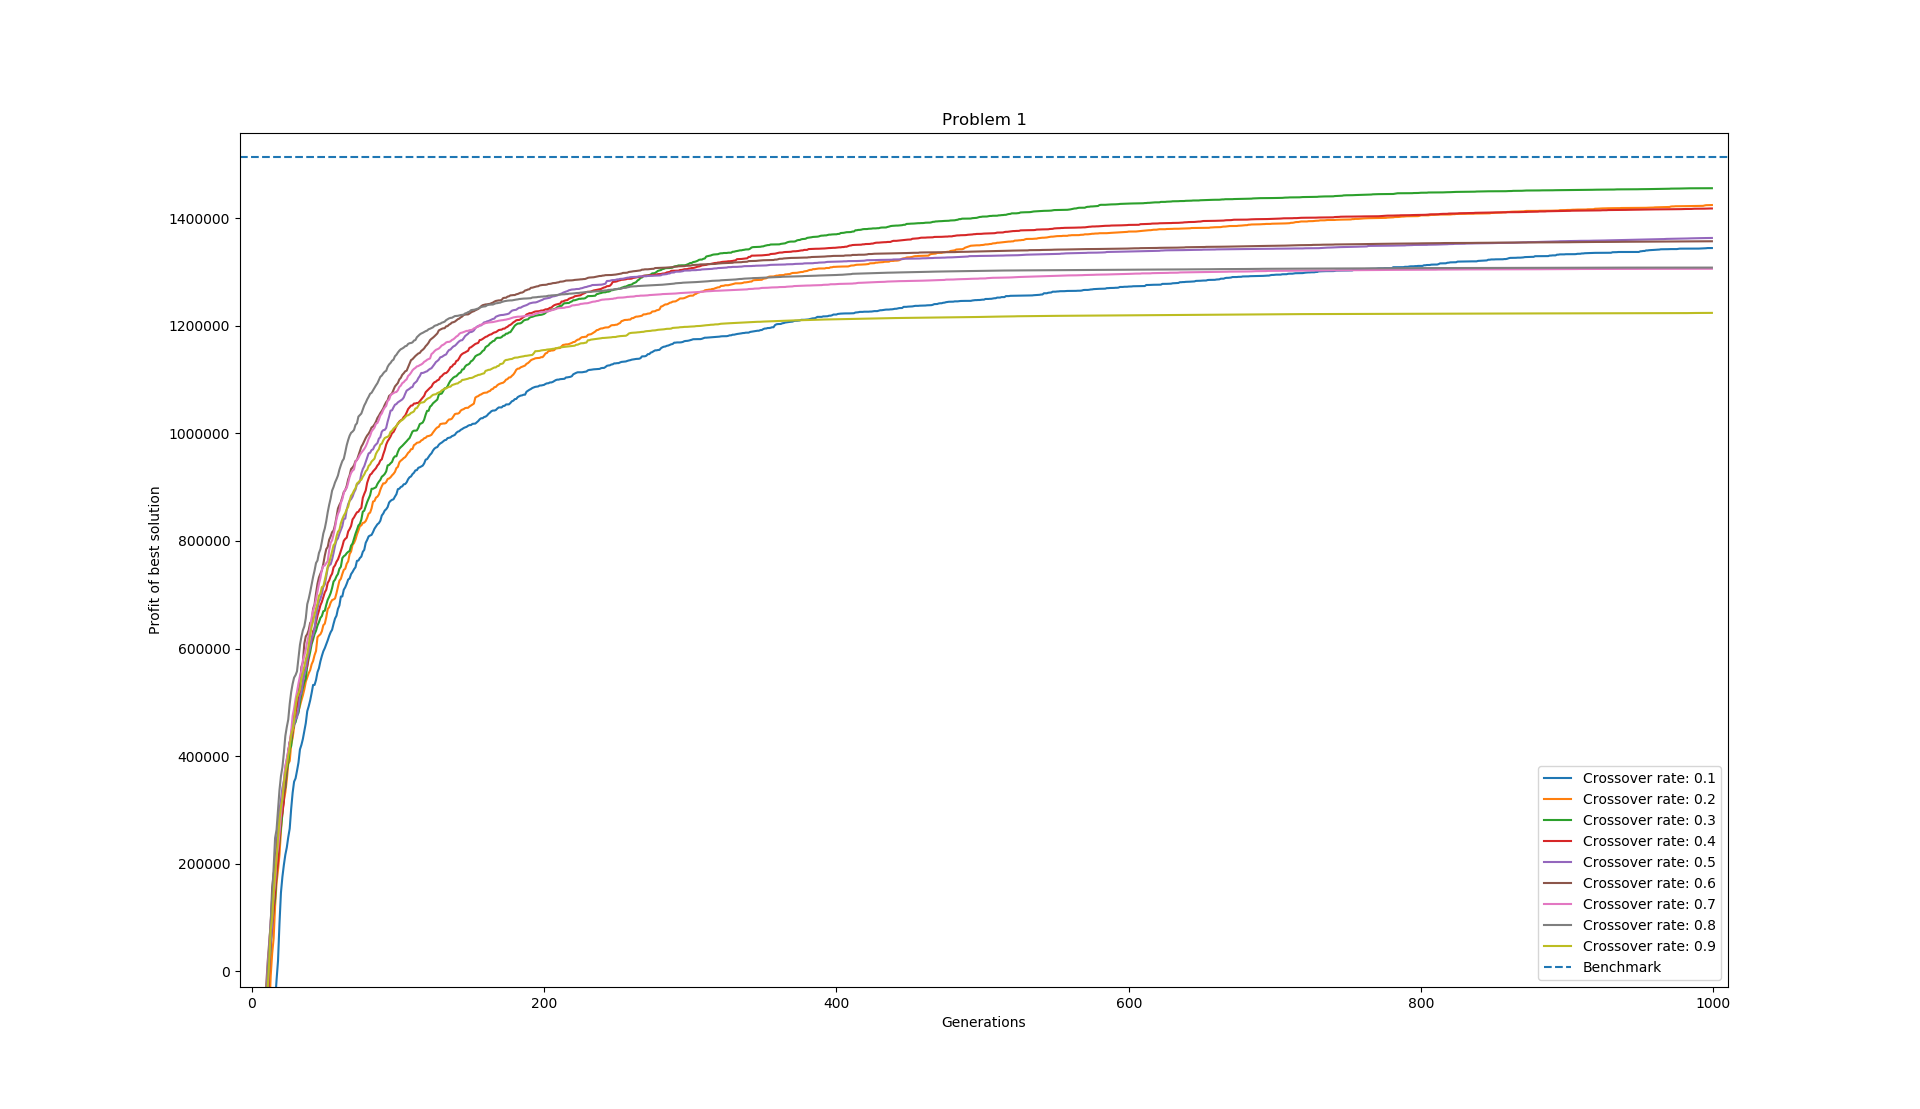 Problem 1
Profit of best solution
1400000
1200000
1000000
800000
600000
400000
200000
0
0 200 400 600 800 1000
Generations
Crossover rate: 0.1
Crossover rate: 0.2
Crossover rate: 0.3
Crossover rate: 0.4
Crossover rate: 0.5
Crossover rate: 0.6
Crossover rate: 0.7
Crossover rate: 0.8
Crossover rate: 0.9
Benchmark